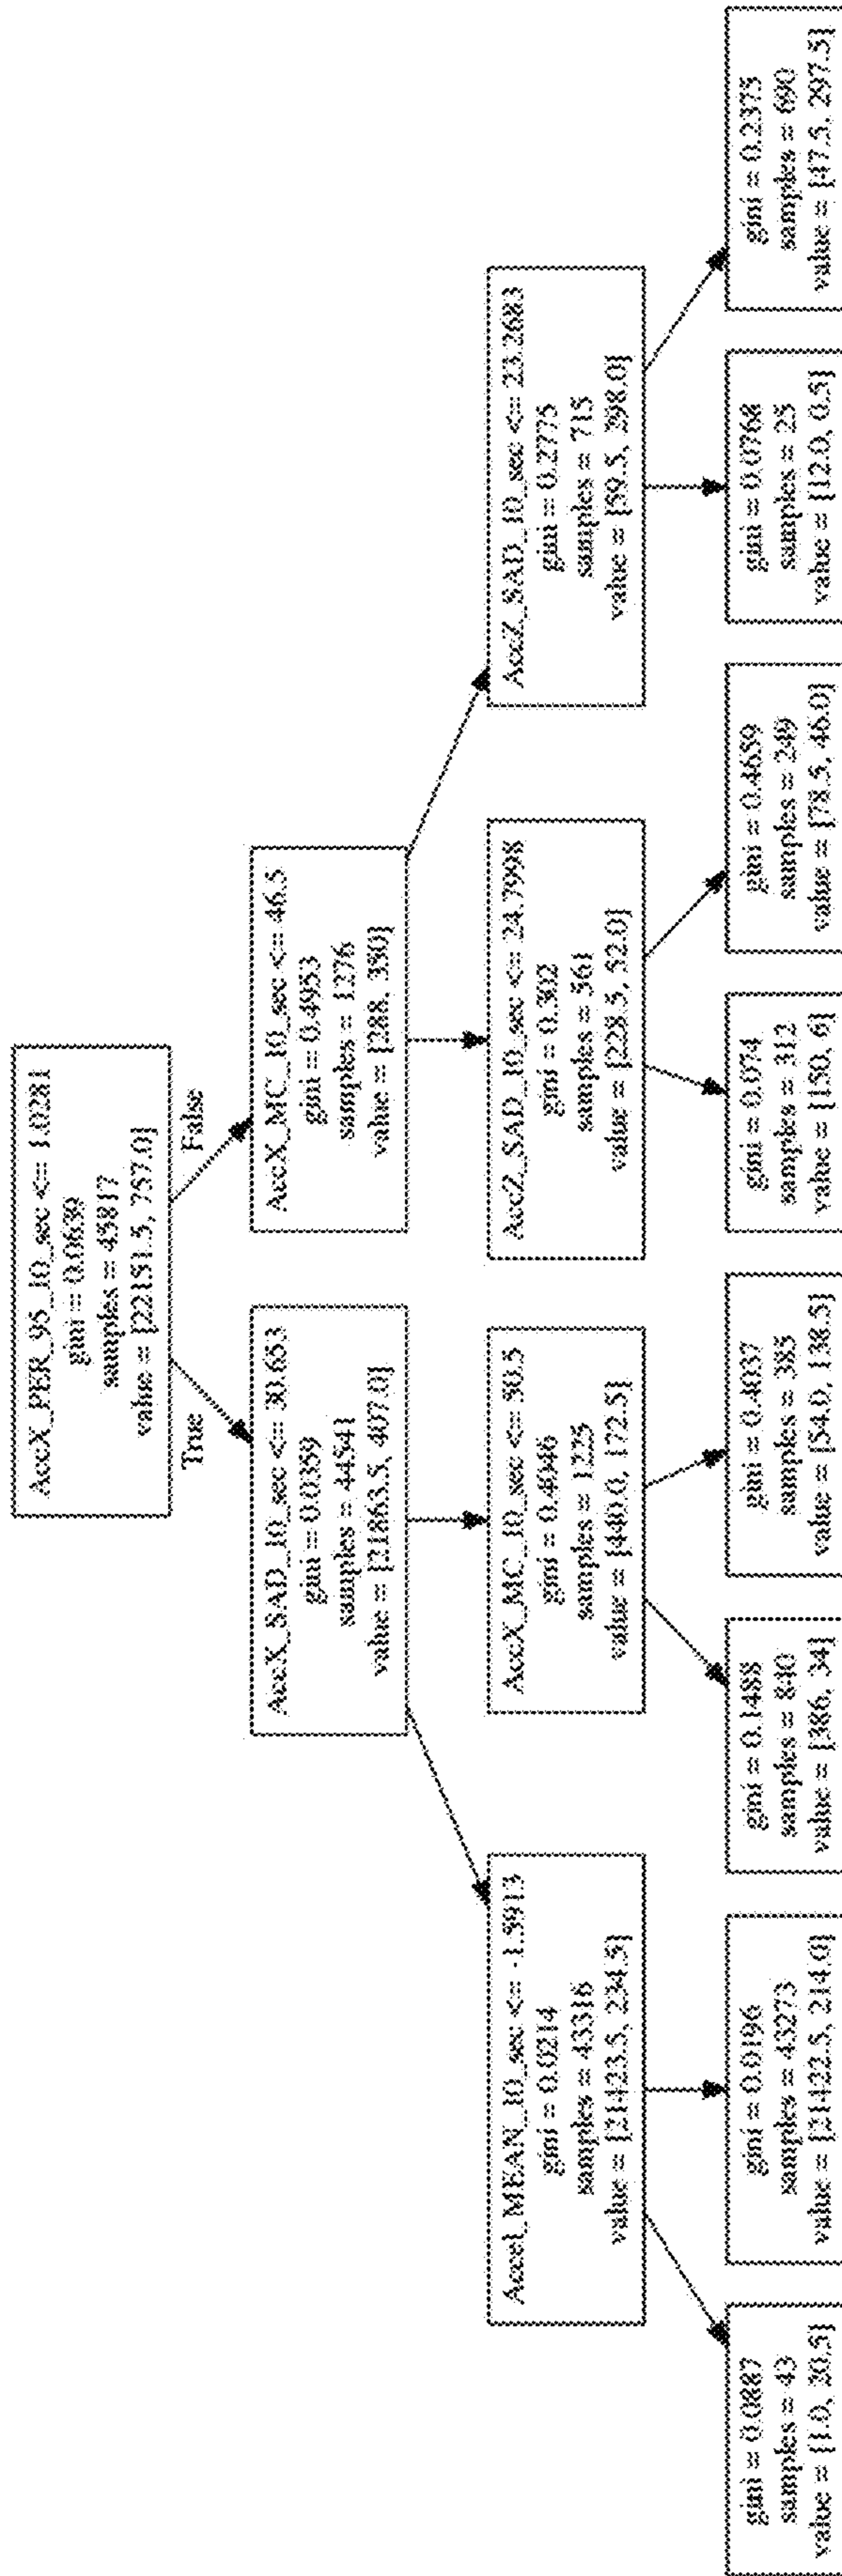 AccX_PER_95_10_sec <= 1.0281
gini = 0.0639
samples = 45817
value = [22151.5, 757.0]
True
False
AccX_SAD_10_sec <= 30.653
gini = 0.0359
samples = 44541
value = [21863.5, 407.0]
AccX_MC_10_sec <= 46.5
gini = 0.4953
samples = 1276
value = [288, 350]
Accel_MEAN_10_sec <= -1.5913
gini = 0.0214
samples = 43316
value = [21423.5, 234.5]
AccX_MC_10_sec <= 50.5
gini = 0.4046
samples = 1225
value = [440.0, 172.5]
AccZ_SAD_10_sec <= 24.7998
gini = 0.302
samples = 561
value = [228.5, 52.0]
AccZ_SAD_10_sec <= 23.2683
gini = 0.2775
samples = 715
value = [59.5, 298.0]
gini = 0.0887
samples = 43
value = [1.0, 20.5]
gini = 0.0196
samples = 43273
value = [21422.5, 214.0]
gini = 0.1488
samples = 840
value = [386, 34]
gini = 0.4037
samples = 385
value = [54.0, 138.5]
gini = 0.074
samples = 312
value = [150, 6]
gini = 0.4659
samples = 249
value = [78.5, 46.0]
gini = 0.0768
samples = 25
value = [12.0, 0.5]
gini = 0.2375
samples = 690
value = [47.5, 297.5]